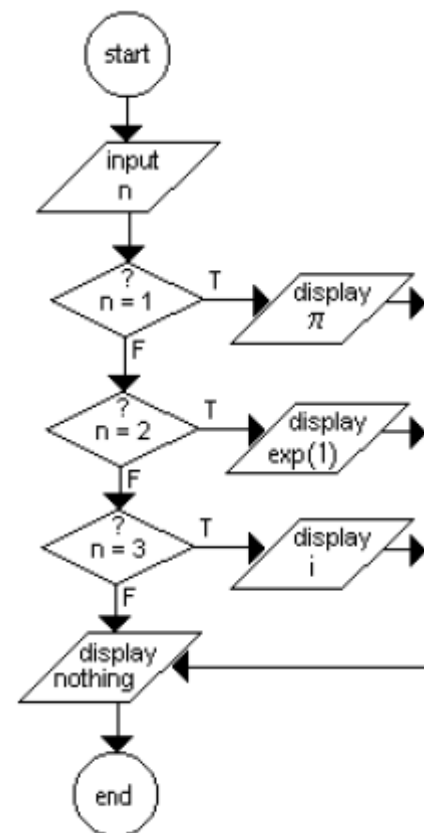 start
input
n
?
n = 1
T
display
π
F
?
n = 2
T
display
exp(1)
F
?
n = 3
T
display
i
F
display
nothing
end